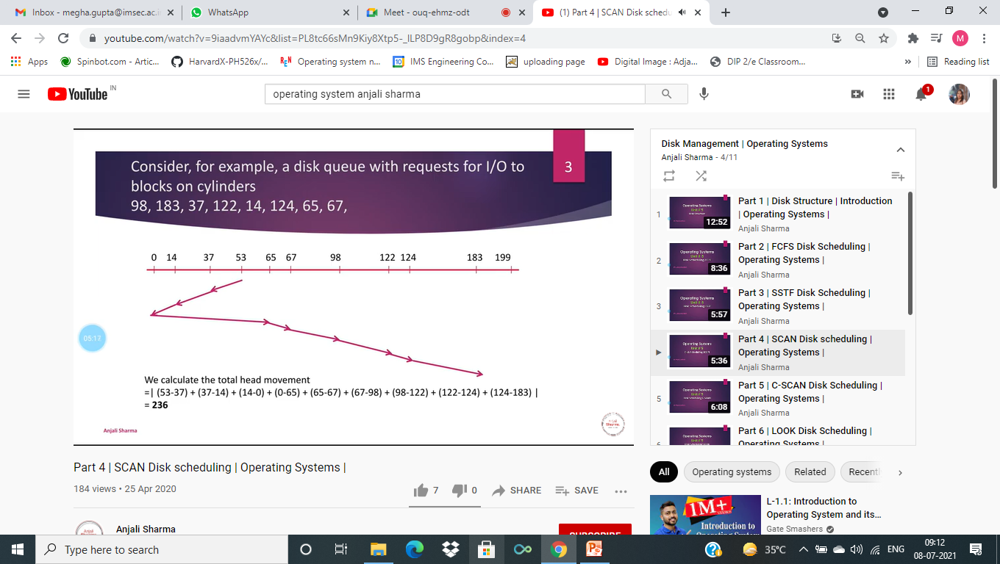 Inbox - megha.gupta@imsec.ac.i
WhatsApp
Meet - ouq-ehmz-odt
(1) Part 4 | SCAN Disk schedu
youtube.com/watch?v=9iaadvmYAYc&list=PL8tc66sMn9Kiy8Xtp5-_lLP8D9gR8gobp&index=4
M
Apps
Spinbot.com - Artic...
HarvardX-PH526x/...
Operating system n...
IMS Engineering Co...
uploading page
Digital Image : Adja...
DIP 2/e Classroom...
»
Reading list
YouTube IN
operating system anjali sharma
1
Consider, for example, a disk queue with requests for I/O to
blocks on cylinders
98, 183, 37, 122, 14, 124, 65, 67,
3
0 14 37 53 65 67 98 122 124 183 199
05:17
We calculate the total head movement
=| (53-37) + (37-14) + (14-0) + (0-65) + (65-67) + (67-98) + (98-122) + (122-124) + (124-183) |
= 236
Anjali Sharma
Part 4 | SCAN Disk scheduling | Operating Systems |
184 views • 25 Apr 2020
7
0
SHARE
SAVE
Anjali Sharma
SUBSCRIBE
Disk Management | Operating Systems
Anjali Sharma - 4/11
1
12:52
Part 1 | Disk Structure | Introduction
| Operating Systems |
Anjali Sharma
2
8:36
Part 2 | FCFS Disk Scheduling |
Operating Systems |
Anjali Sharma
3
5:57
Part 3 | SSTF Disk Scheduling |
Operating Systems |
Anjali Sharma
5:36
Part 4 | SCAN Disk scheduling |
Operating Systems |
Anjali Sharma
5
6:08
Part 5 | C-SCAN Disk Scheduling |
Operating Systems |
Anjali Sharma
6
Part 6 | LOOK Disk Scheduling |
Operating Systems |
All
Operating systems
Related
Recentl
1M+
Introduction to
L-1.1: Introduction to
Operating System and its...
Gate Smashers
Type here to search
35°C
ENG
09:12
08-07-2021